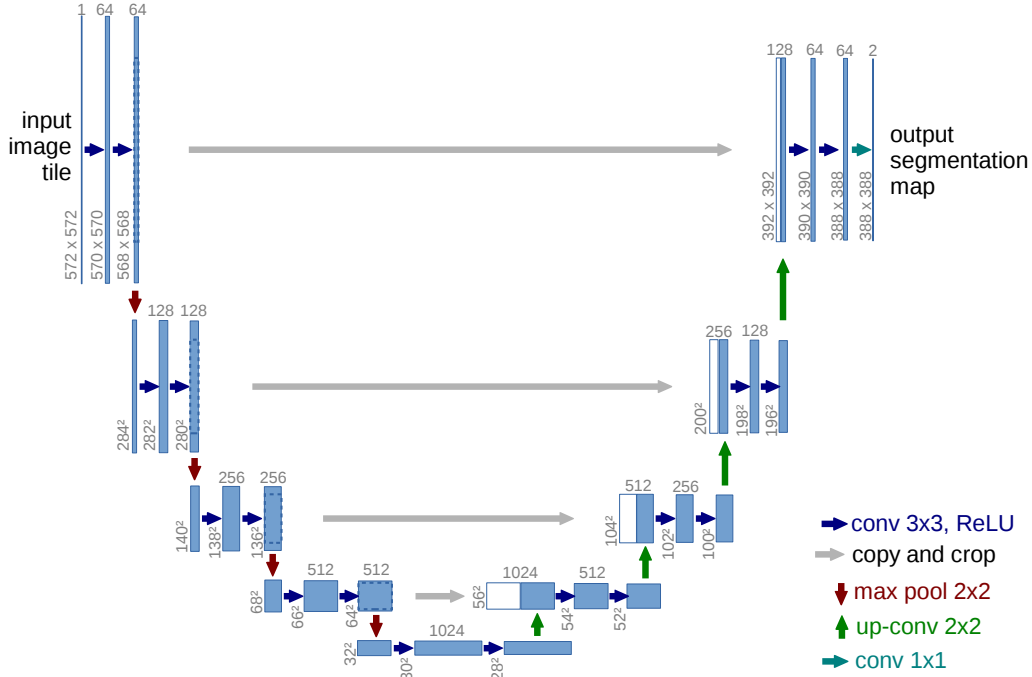 1 64 64
input
image
tile
572 x 572
570 x 570
568 x 568
128 64 64 2
output
segmentation
map
392 x 392
390 x 390
388 x 388
388 x 388
128 128
284²
282²
280²
256 128
200²
198²
196²
256 256
140²
138²
136²
512 256
104²
102²
100²
512 512
68²
66²
64²
1024 512
56²
54²
52²
1024
32²
30²
28²
conv 3x3, ReLU
copy and crop
max pool 2x2
up-conv 2x2
conv 1x1